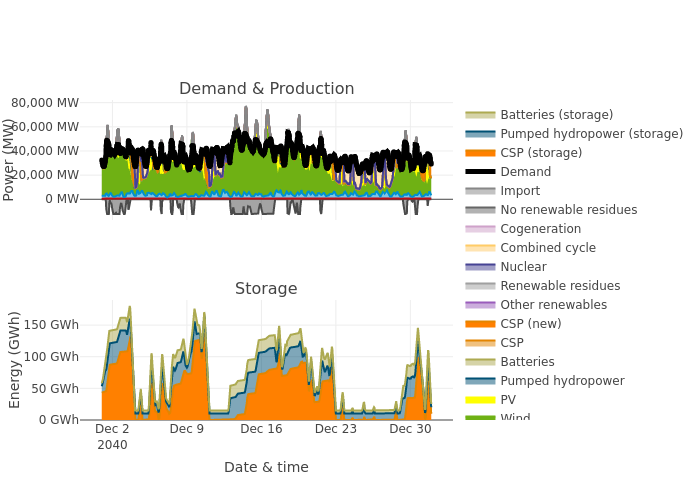 Demand & Production
80,000 MW
60,000 MW
40,000 MW
20,000 MW
0 MW
Power (MW)
Storage
150 GWh
100 GWh
50 GWh
0 GWh
Energy (GWh)
Dec 2
2040
Dec 9
Dec 16
Dec 23
Dec 30
Date & time
Batteries (storage)
Pumped hydropower (storage)
CSP (storage)
Demand
Import
No renewable residues
Cogeneration
Combined cycle
Nuclear
Renewable residues
Other renewables
CSP (new)
CSP
Batteries
Pumped hydropower
PV
Wind